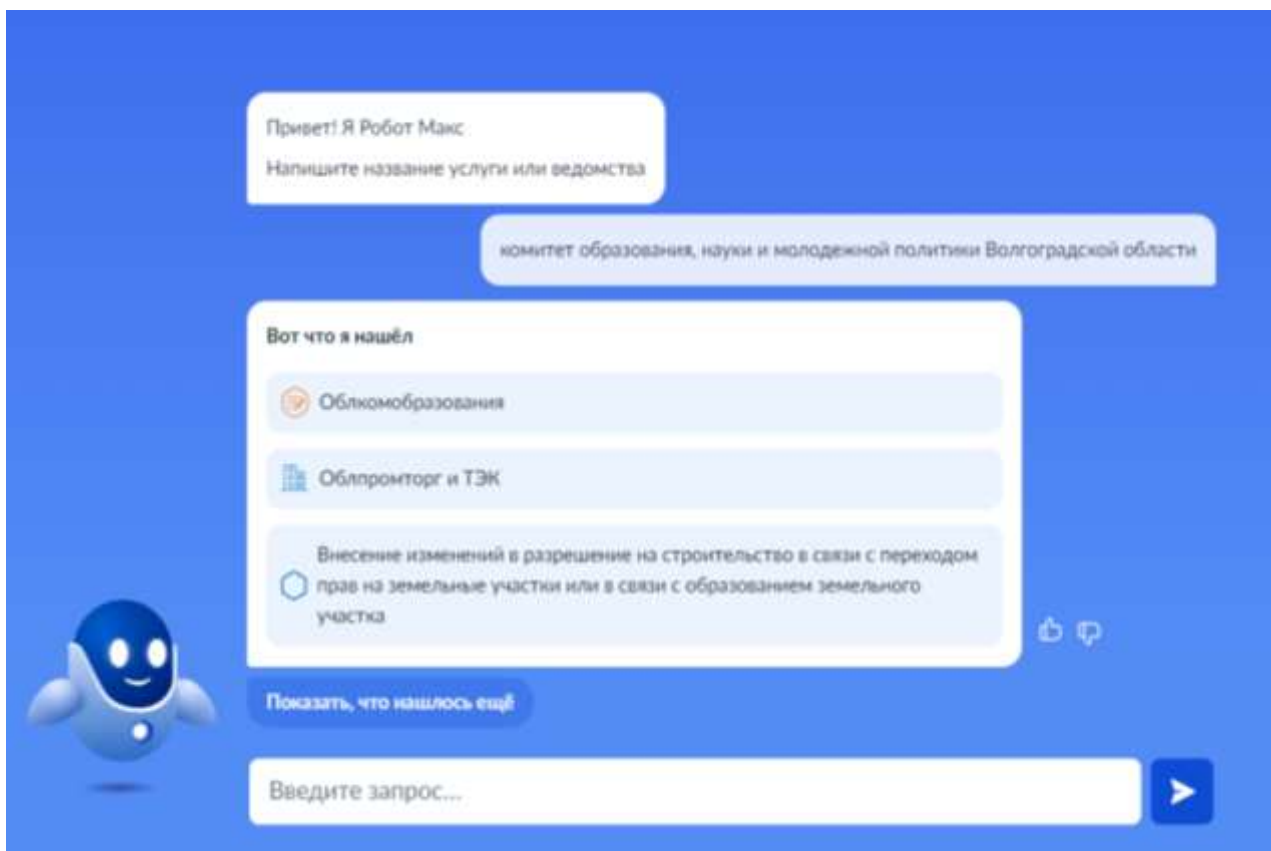 Привет! Я Робот Макс
Напишите название услуги или ведомства
комитет образования, науки и молодежной политики Волгоградской области
Вот что я нашёл
Облкомобразования
Облпромторг и ТЭК
Внесение изменений в разрешение на строительство в связи с переходом
прав на земельные участки или в связи с образованием земельного
участка
Показать, что нашлось ещё
Введите запрос...